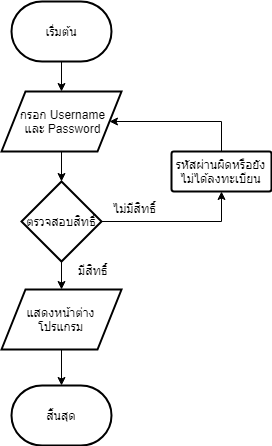 เริ่มต้น
กรอก Username
และ Password
รหัสผ่านผิดหรือยัง
ไม่ได้ลงทะเบียน
ไม่มีสิทธิ์
ตรวจสอบสิทธิ์
มีสิทธิ์
แสดงหน้าต่าง
โปรแกรม
สิ้นสุด